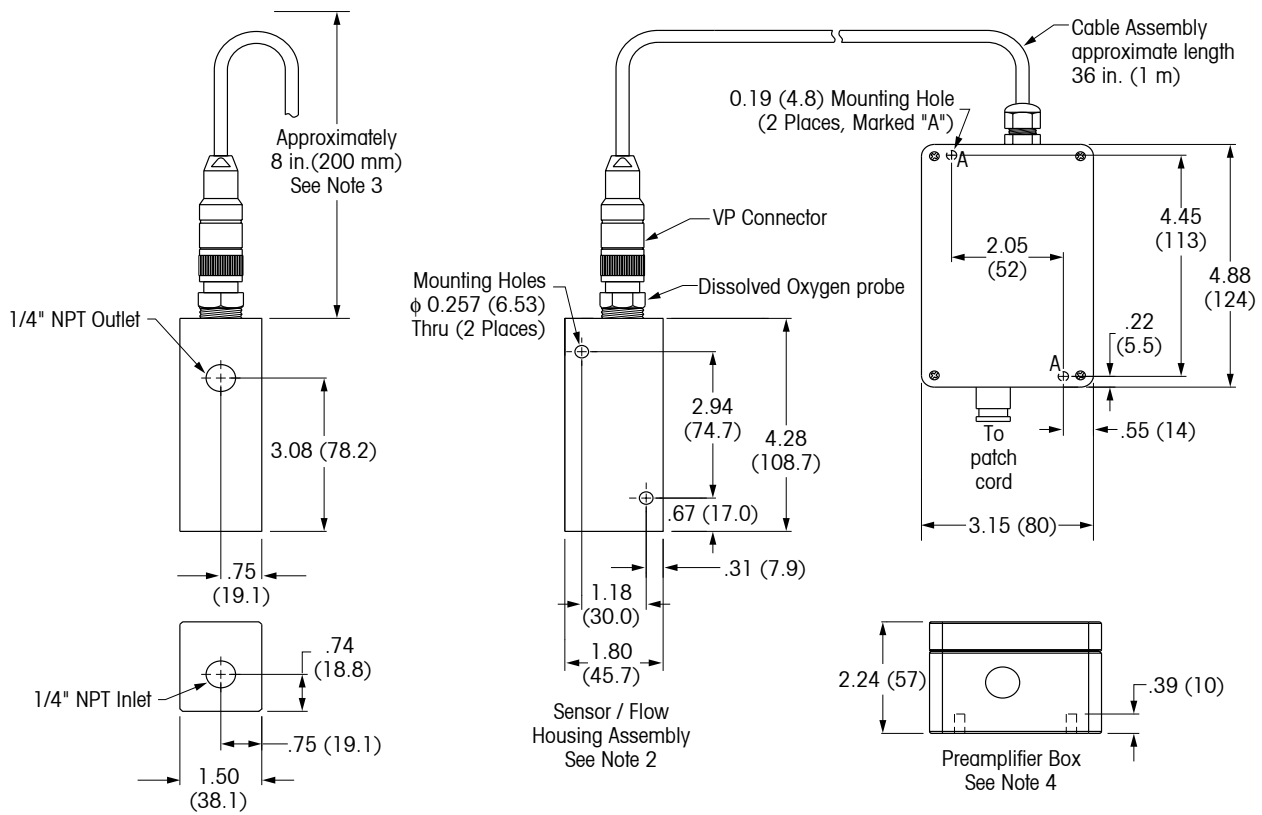 Approximately
8 in.(200 mm)
See Note 3
1/4" NPT Outlet
3.08 (78.2)
.75
(19.1)
1/4" NPT Inlet
.74
(18.8)
.75 (19.1)
1.50
(38.1)
Cable Assembly
approximate length
36 in. (1 m)
0.19 (4.8) Mounting Hole
(2 Places, Marked "A")
VP Connector
Dissolved Oxygen probe
Mounting Holes
ϕ 0.257 (6.53)
Thru (2 Places)
2.94
(74.7)
4.28
(108.7)
.67 (17.0)
.31 (7.9)
1.18
(30.0)
1.80
(45.7)
Sensor / Flow
Housing Assembly
See Note 2
A
2.05
(52)
4.45
(113)
4.88
(124)
.22
(5.5)
A
To
patch
cord
.55 (14)
3.15 (80)
2.24 (57)
.39 (10)
Preamplifier Box
See Note 4